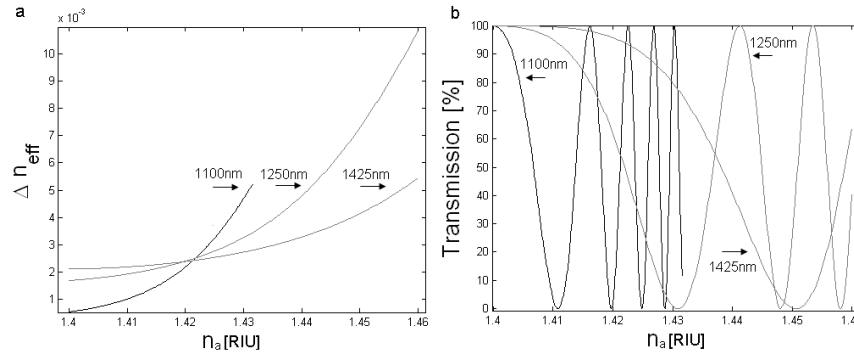 a
x 10⁻³
10
9
8
7
6
5
4
3
2
1
Δ n_eff
1100nm 1250nm 1425nm
1.4 1.41 1.42 1.43 1.44 1.45 1.46
n_a [RIU]
b
100
90
80
70
60
50
40
30
20
10
0
Transmission [%]
1100nm
1250nm
1425nm
1.4 1.41 1.42 1.43 1.44 1.45 1.4
n_a [RIU]